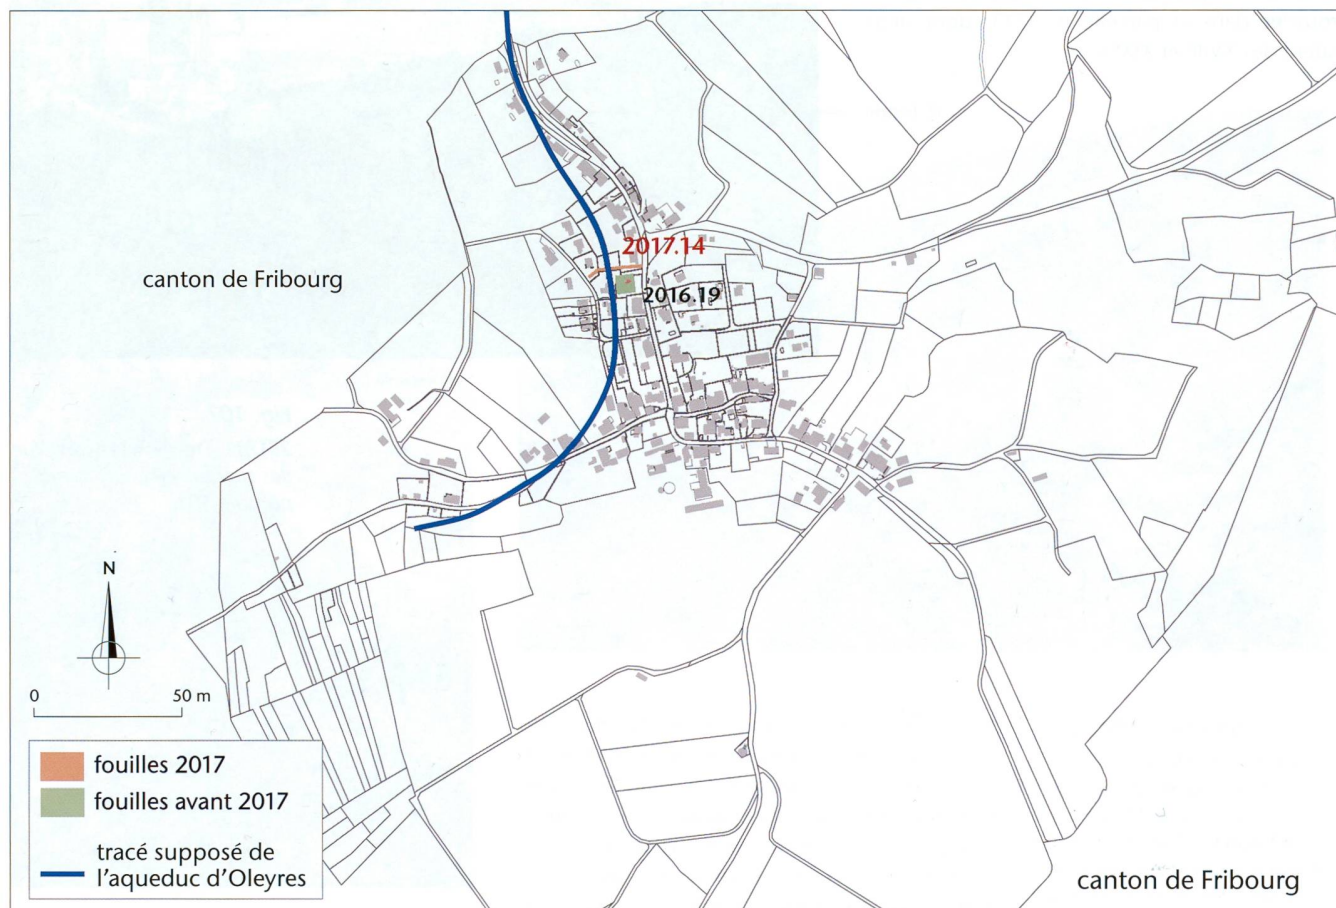 2017.14
canton de Fribourg
2016.19
N
0 50 m
fouilles 2017
fouilles avant 2017
tracé supposé de
l'aqueduc d'Oleyres
canton de Fribourg